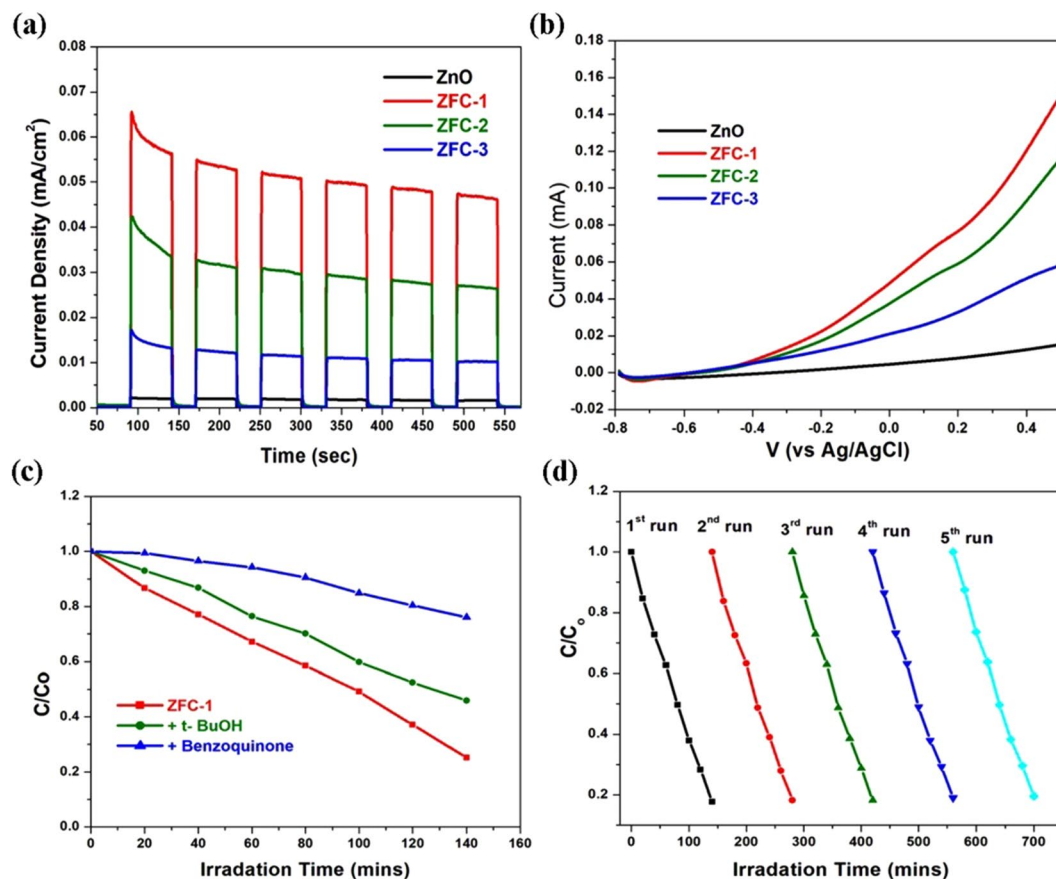 (a)
0.08
0.07
0.06
0.05
0.04
0.03
0.02
0.01
0.00
Current Density (mA/cm²)
ZnO
ZFC-1
ZFC-2
ZFC-3
50 100 150 200 250 300 350 400 450 500 550
Time (sec)
(b)
0.18
0.16
0.14
0.12
0.10
0.08
0.06
0.04
0.02
0.00
-0.02
Current (mA)
ZnO
ZFC-1
ZFC-2
ZFC-3
-0.8 -0.6 -0.4 -0.2 0.0 0.2 0.4
V (vs Ag/AgCl)
(c)
1.2
1.0
0.8
0.6
0.4
0.2
0.0
C/Co
ZFC-1
+ t- BuOH
+ Benzoquinone
0 20 40 60 80 100 120 140 160
Irradation Time (mins)
(d)
1.2
1.0
0.8
0.6
0.4
0.2
C/Co
1st run
2nd run
3rd run
4th run
5th run
0 100 200 300 400 500 600 700
Irradation Time (mins)